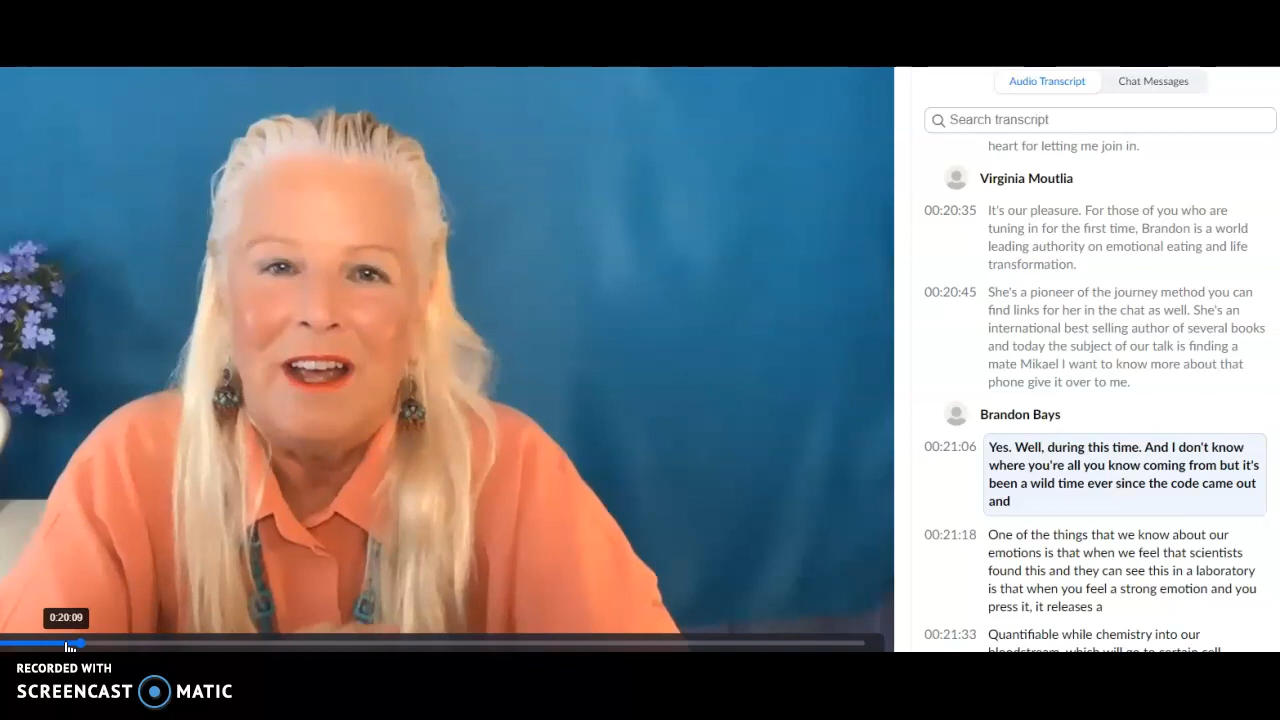 Audio Transcript
Chat Messages
Search transcript
heart for letting me join in.
Virginia Moutlia
00:20:35 It's our pleasure. For those of you who are
tuining in for the first time, Brandon is a world
leading authority on emotional eating and life
transformation.
00:20:45 She's a pioneer of the journey method you can
find links for her in the chat as well. She's an
international best selling author of several books
and today the subject of our talk is finding a
mate Mikael I want to know more about that
phone give it over to me.
Brandon Bays
00:21:06 Yes. Well, during this time. And I don't know
where you're all you know coming from but it's
been a wild time ever since the code came out
and
00:21:18 One of the things that we know about our
emotions is that when we feel that scientists
found this and they can see this in a laboratory
is that when you feel a strong emotion and you
press it, it releases a
00:21:33 Quantifiable while chemistry into our
bloodstream, which will go to certain cell
0:20:09
RECORDED WITH
SCREENCAST MATIC